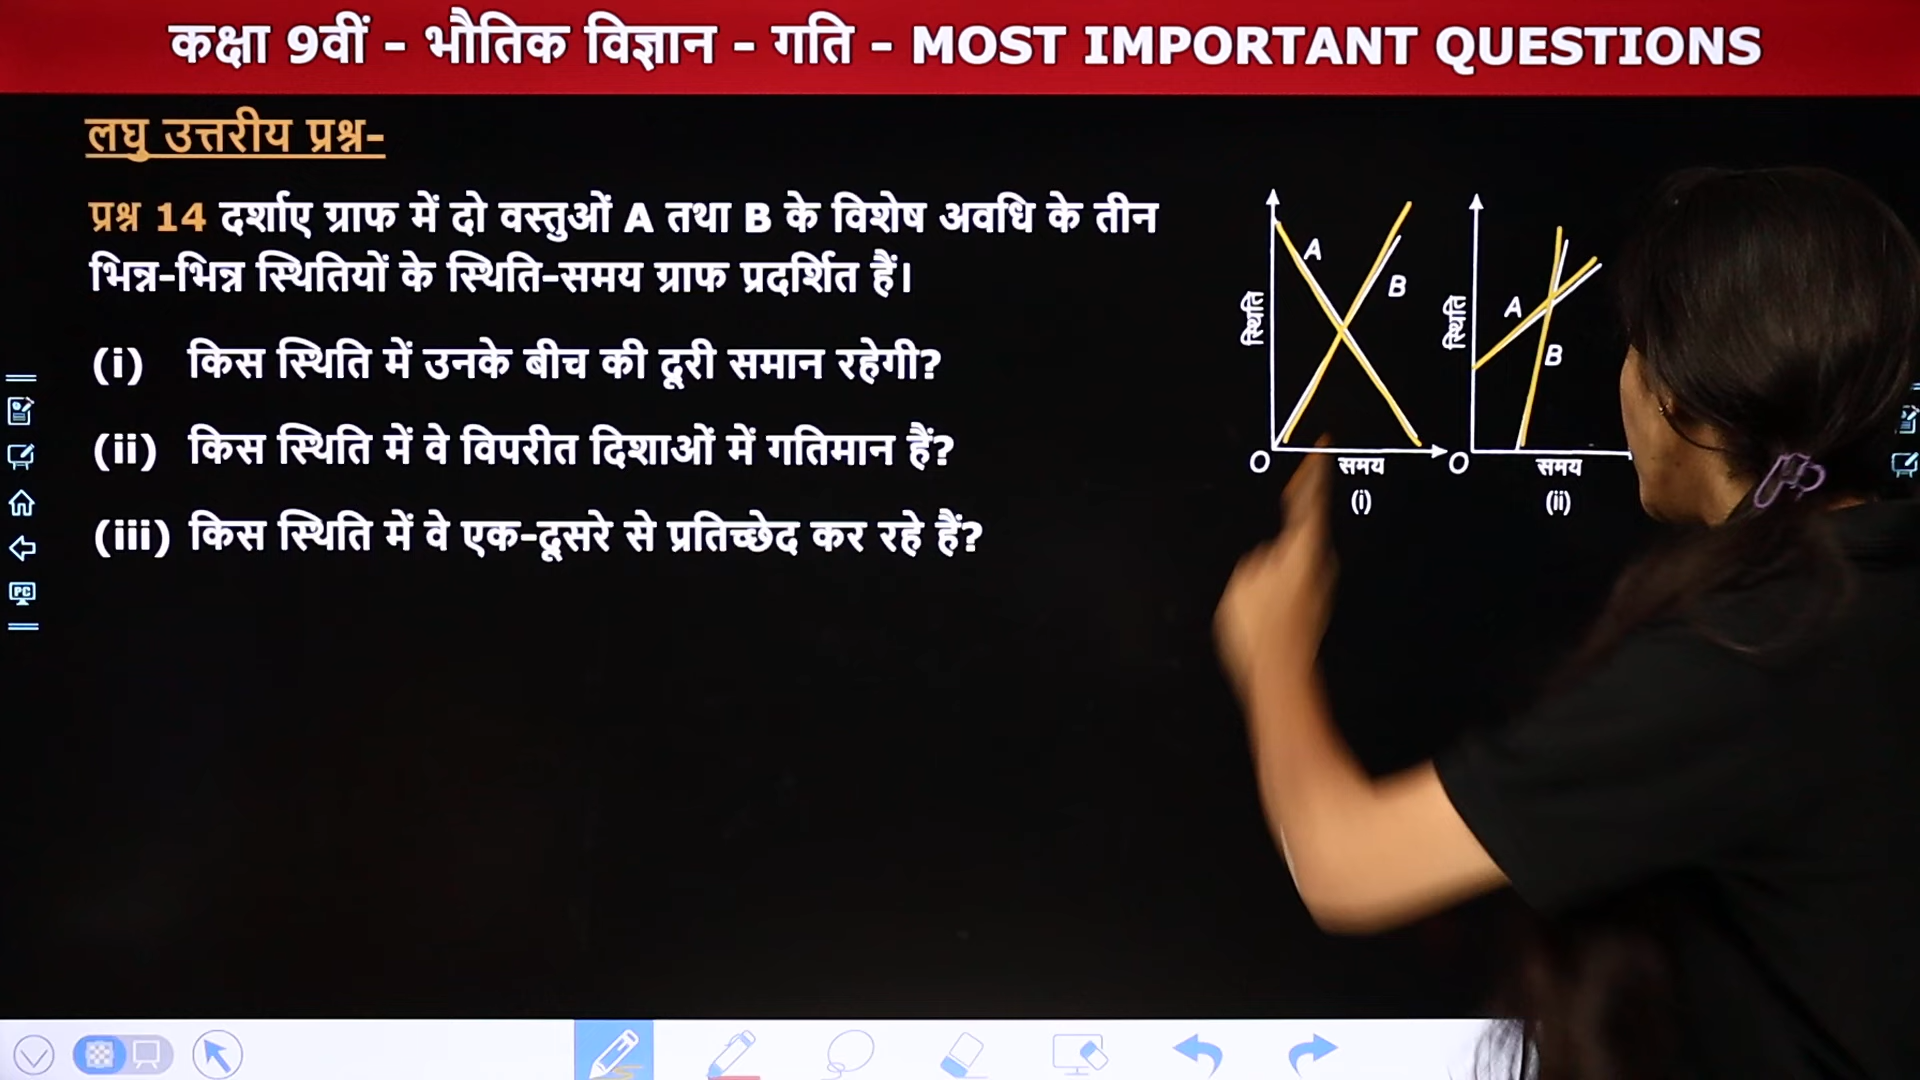 कक्षा 9वीं - भौतिक विज्ञान - गति - MOST IMPORTANT QUESTIONS
लघु उत्तरीय प्रश्न-
प्रश्न 14 दर्शाए ग्राफ में दो वस्तुओं A तथा B के विशेष अवधि के तीन
भिन्न-भिन्न स्थितियों के स्थिति-समय ग्राफ प्रदर्शित हैं।
(i) किस स्थिति में उनके बीच की दूरी समान रहेगी?
(ii) किस स्थिति में वे विपरीत दिशाओं में गतिमान हैं?
(iii) किस स्थिति में वे एक-दूसरे से प्रतिच्छेद कर रहे हैं?
स्थिति
A
B
O
समय
(i)
स्थिति
A
B
O
समय
(ii)
PC